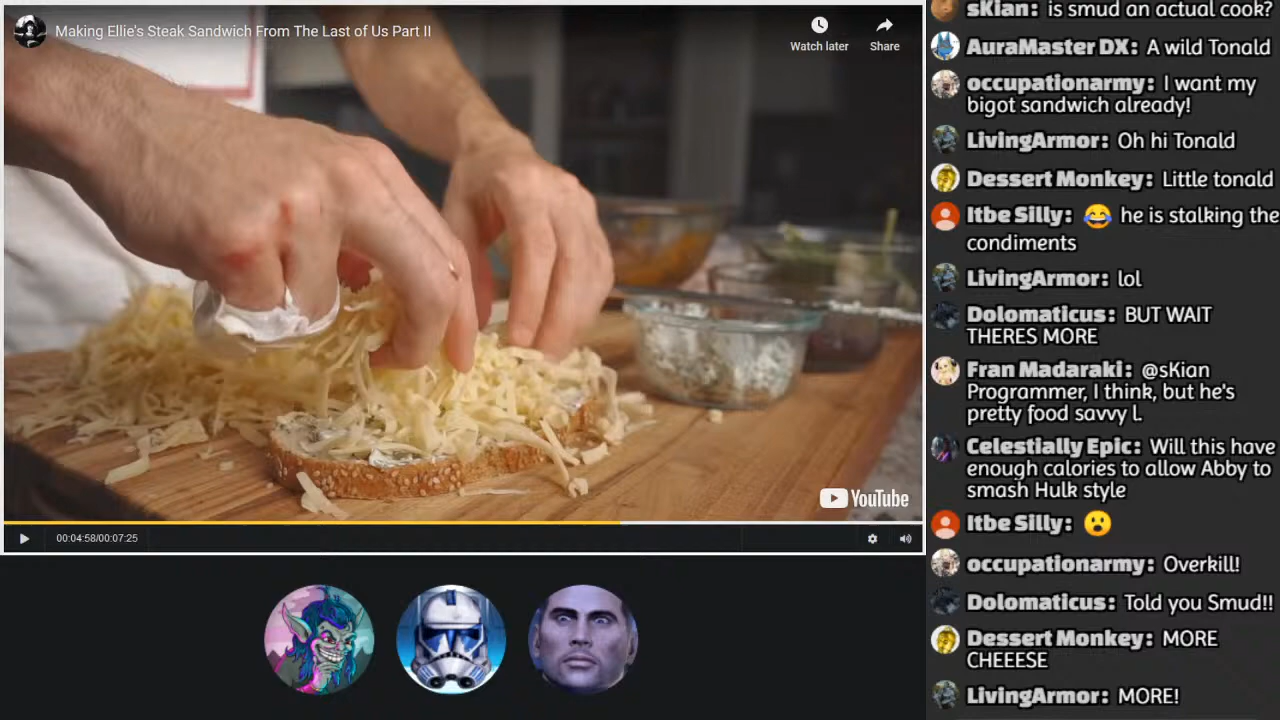 Making Ellie's Steak Sandwich From The Last of Us Part II
Watch later
Share
YouTube
00:04:58/00:07:25
sKian: is smud an actual cook?
AuraMaster DX: A wild Tonald
occupationarmy: I want my
bigot sandwich already!
LivingArmor: Oh hi Tonald
Dessert Monkey: Little tonald
Itbe Silly: 😂 he is stalking the
condiments
LivingArmor: lol
Dolomaticus: BUT WAIT
THERES MORE
Fran Madaraki: @sKian
Programmer, I think, but he's
pretty food savvy l.
Celestially Epic: Will this have
enough calories to allow Abby to
smash Hulk style
Itbe Silly: 😮
occupationarmy: Overkill!
Dolomaticus: Told you Smud!!
Dessert Monkey: MORE
CHEEESE
LivingArmor: MORE!